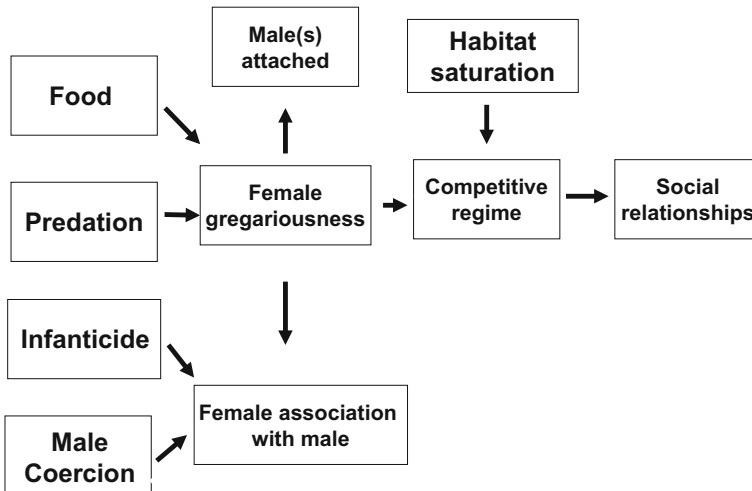 Male(s)
attached
Habitat
saturation
Food
Predation
Female
gregariousness
Competitive
regime
Social
relationships
Infanticide
Male
Coercion
Female association
with male